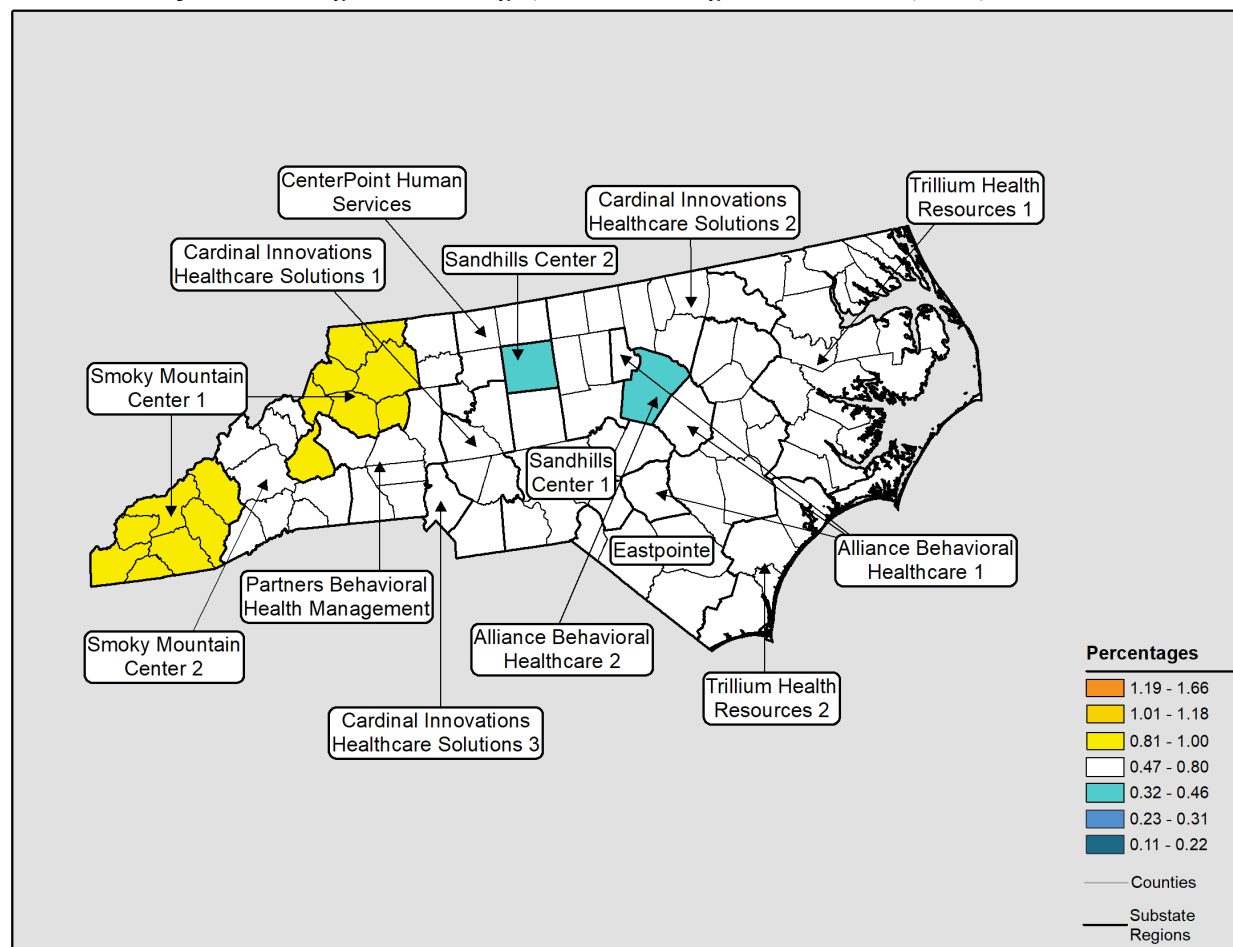 CenterPoint Human
Services
Cardinal Innovations
Healthcare Solutions 2
Trillium Health
Resources 1
Cardinal Innovations
Healthcare Solutions 1
Sandhills Center 2
Smoky Mountain
Center 1
Sandhills
Center 1
Eastpointe
Alliance Behavioral
Healthcare 1
Partners Behavioral
Health Management
Smoky Mountain
Center 2
Alliance Behavioral
Healthcare 2
Trillium Health
Resources 2
Cardinal Innovations
Healthcare Solutions 3
Percentages
1.19 - 1.66
1.01 - 1.18
0.81 - 1.00
0.47 - 0.80
0.32 - 0.46
0.23 - 0.31
0.11 - 0.22
Counties
Substate
Regions